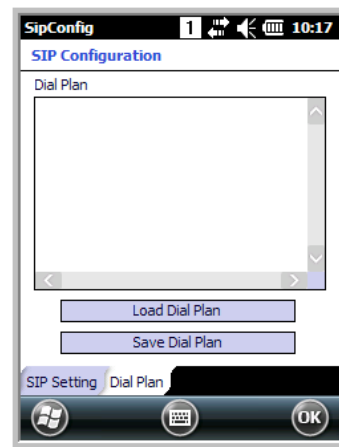 SipConfig 1 10:17
SIP Configuration
Dial Plan
Load Dial Plan
Save Dial Plan
SIP Setting Dial Plan
OK